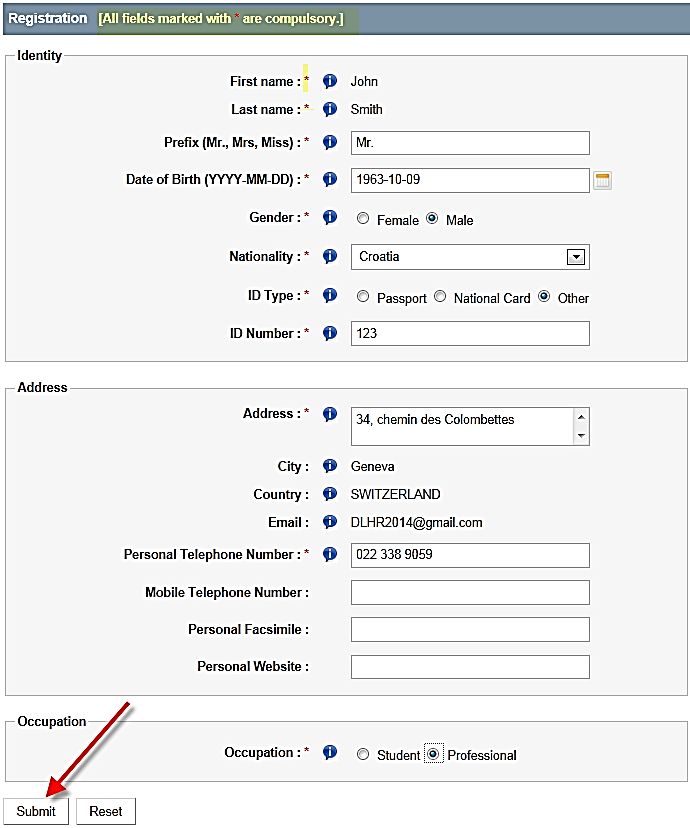 Registration [All fields marked with * are compulsory.]
Identity
First name : * John
Last name : * Smith
Prefix (Mr., Mrs, Miss) : * Mr.
Date of Birth (YYYY-MM-DD) : * 1963-10-09
Gender : * Female Male
Nationality : * Croatia
ID Type : * Passport National Card Other
ID Number : * 123
Address
Address : * 34, chemin des Colombettes
City : Geneva
Country : SWITZERLAND
Email : DLHR2014@gmail.com
Personal Telephone Number : * 022 338 9059
Mobile Telephone Number :
Personal Facsimile :
Personal Website :
Occupation
Occupation : * Student Professional
Submit Reset